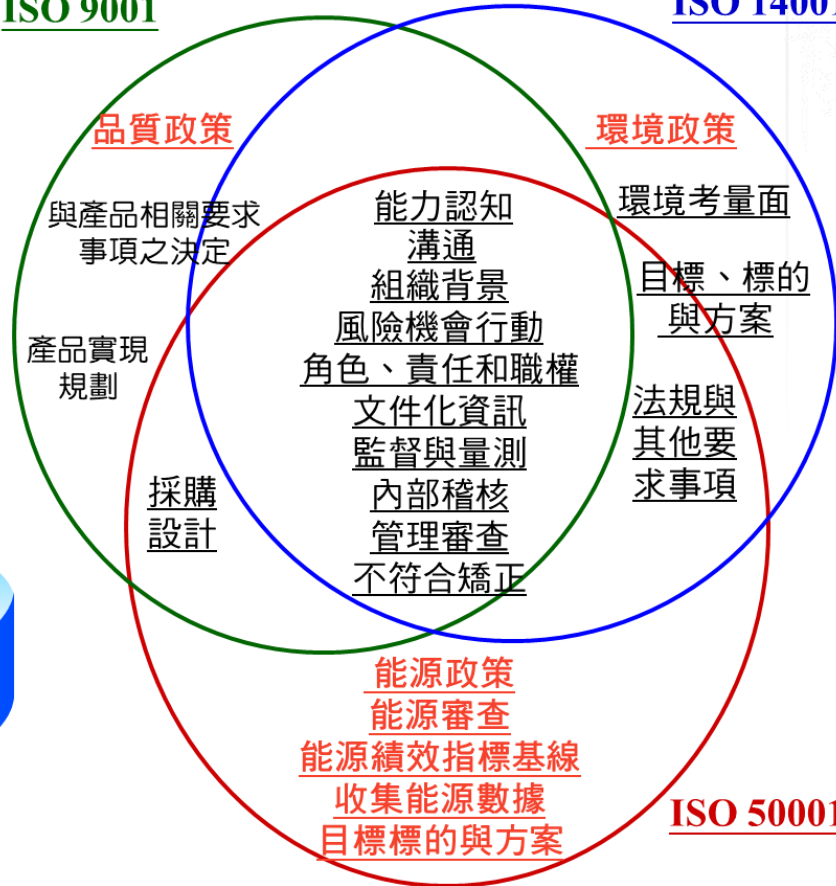 ISO 9001
ISO 14001
品質政策
環境政策
與產品相關要求
事項之決定
產品實現
規劃
採購
設計
能力認知
溝通
組織背景
風險機會行動
角色、責任和職權
文件化資訊
監督與量測
內部稽核
管理審查
不符合矯正
環境考量面
目標、標的
與方案
法規與
其他要
求事項
能源政策
能源審查
能源績效指標基線
收集能源數據
目標標的與方案
ISO 50001